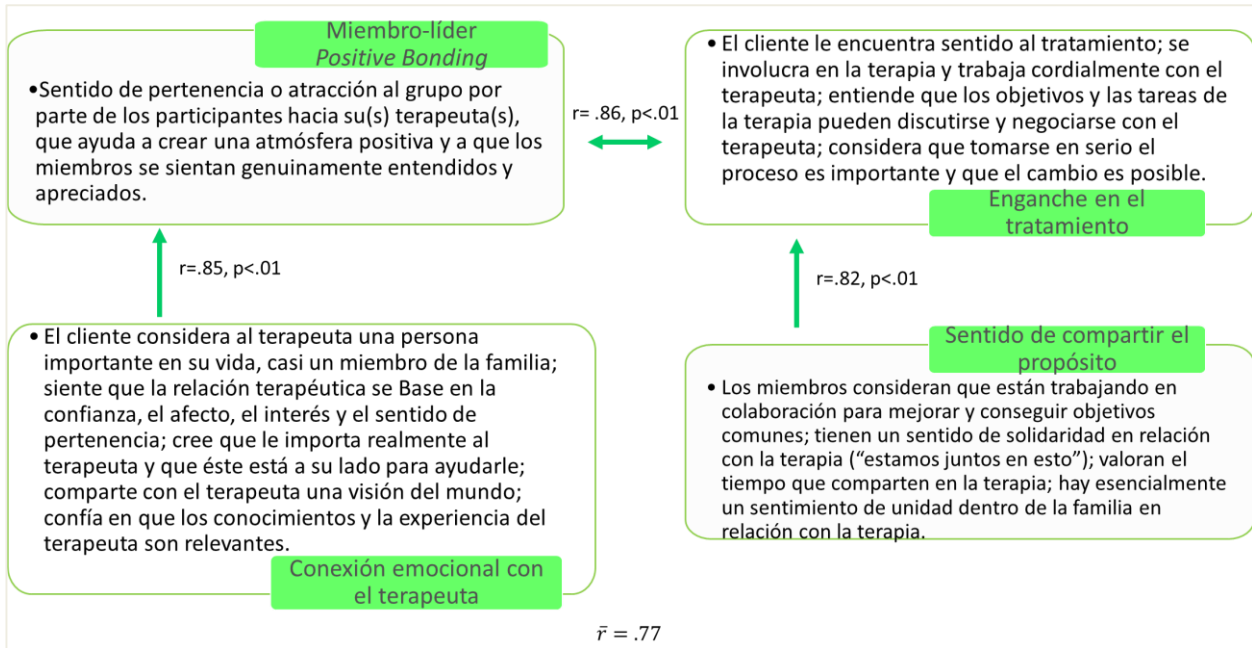 Miembro-líder
Positive Bonding
•Sentido de pertenencia o atracción al grupo por
parte de los participantes hacia su(s) terapeuta(s),
que ayuda a crear una atmósfera positiva y a que los
miembros se sientan genuinamente entendidos y
apreciados.
r= .86, p<.01
• El cliente le encuentra sentido al tratamiento; se
involucra en la terapia y trabaja cordialmente con el
terapeuta; entiende que los objetivos y las tareas de
la terapia pueden discutirse y negociarse con el
terapeuta; considera que tomarse en serio el
proceso es importante y que el cambio es posible.
Enganche en el
tratamiento
r=.85, p<.01
r=.82, p<.01
• El cliente considera al terapeuta una persona
importante en su vida, casi un miembro de la familia;
siente que la relación terapéutica se Base en la
confianza, el afecto, el interés y el sentido de
pertenencia; cree que le importa realmente al
terapeuta y que éste está a su lado para ayudarle;
comparte con el terapeuta una visión del mundo;
confía en que los conocimientos y la experiencia del
terapeuta son relevantes.
Conexión emocional con
el terapeuta
Sentido de compartir el
propósito
• Los miembros consideran que están trabajando en
colaboración para mejorar y conseguir objetivos
comunes; tienen un sentido de solidaridad en relación
con la terapia (“estamos juntos en esto”); valoran el
tiempo que comparten en la terapia; hay esencialmente
un sentimiento de unidad dentro de la familia en
relación con la terapia.
r̄ = .77